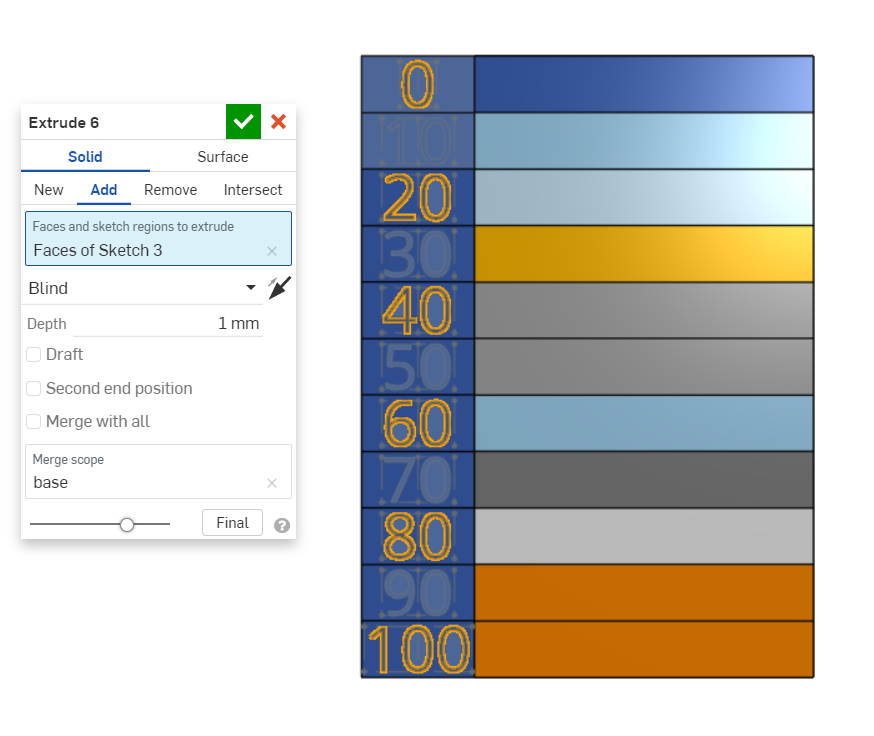 Extrude 6
Solid Surface
New Add Remove Intersect
Faces and sketch regions to extrude
Faces of Sketch 3
Blind
Depth 1 mm
Draft
Second end position
Merge with all
Merge scope
base
Final ?
0
10
20
30
40
50
60
70
80
90
100